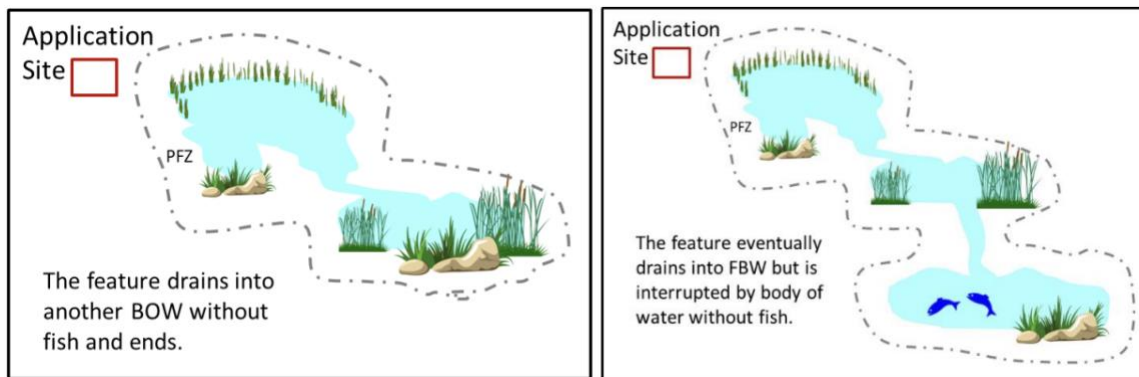 Application
Site
PFZ
The feature drains into
another BOW without
fish and ends.
Application
Site
PFZ
The feature eventually
drains into FBW but is
interrupted by body of
water without fish.